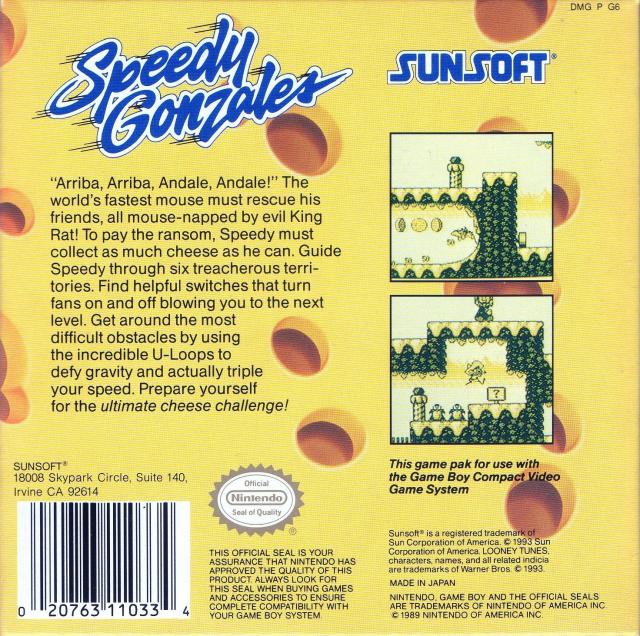 DMG P G6
Speedy
Gonzales
SUNSOFT®
"Arriba, Arriba, Andale, Andale!" The
world's fastest mouse must rescue his
friends, all mouse-napped by evil King
Rat! To pay the ransom, Speedy must
collect as much cheese as he can. Guide
Speedy through six treacherous terri-
tories. Find helpful switches that turn
fans on and off blowing you to the next
level. Get around the most
difficult obstacles by using
the incredible U-Loops to
defy gravity and actually triple
your speed. Prepare yourself
for the ultimate cheese challenge!
50
50 50
?
This game pak for use with
the Game Boy Compact Video
Game System
SUNSOFT®
18008 Skypark Circle, Suite 140,
Irvine CA 92614
0 20763 11033 4
Official
Nintendo
Seal of Quality
®
THIS OFFICIAL SEAL IS YOUR
ASSURANCE THAT NINTENDO HAS
APPROVED THE QUALITY OF THIS
PRODUCT. ALWAYS LOOK FOR
THIS SEAL WHEN BUYING GAMES
AND ACCESSORIES TO ENSURE
COMPLETE COMPATIBILITY WITH
YOUR GAME BOY SYSTEM.
Sunsoft® is a registered trademark of
Sun Corporation of America. © 1993 Sun
Corporation of America. LOONEY TUNES,
characters, names, and all related indicia
are trademarks of Warner Bros. © 1993.
MADE IN JAPAN
NINTENDO, GAME BOY AND THE OFFICIAL SEALS
ARE TRADEMARKS OF NINTENDO OF AMERICA INC
© 1989 NINTENDO OF AMERICA INC